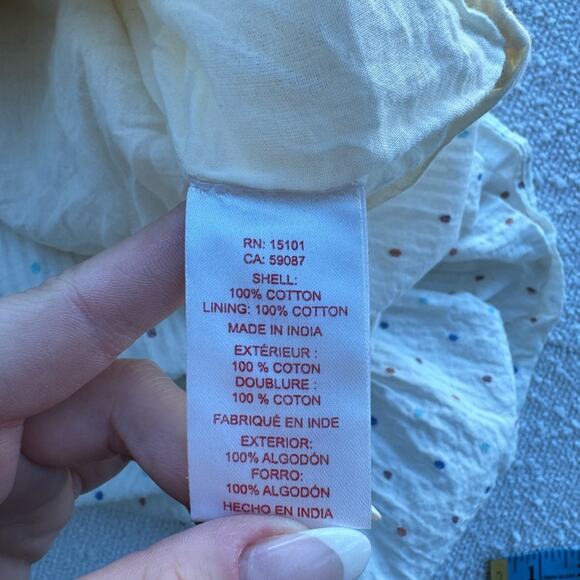 RN: 15101
CA: 59087
SHELL:
100% COTTON
LINING: 100% COTTON
MADE IN INDIA
EXTÉRIEUR :
100 % COTON
DOUBLURE :
100 % COTON
FABRIQUÉ EN INDE
EXTERIOR:
100% ALGODÓN
FORRO:
100% ALGODÓN
HECHO EN INDIA
1